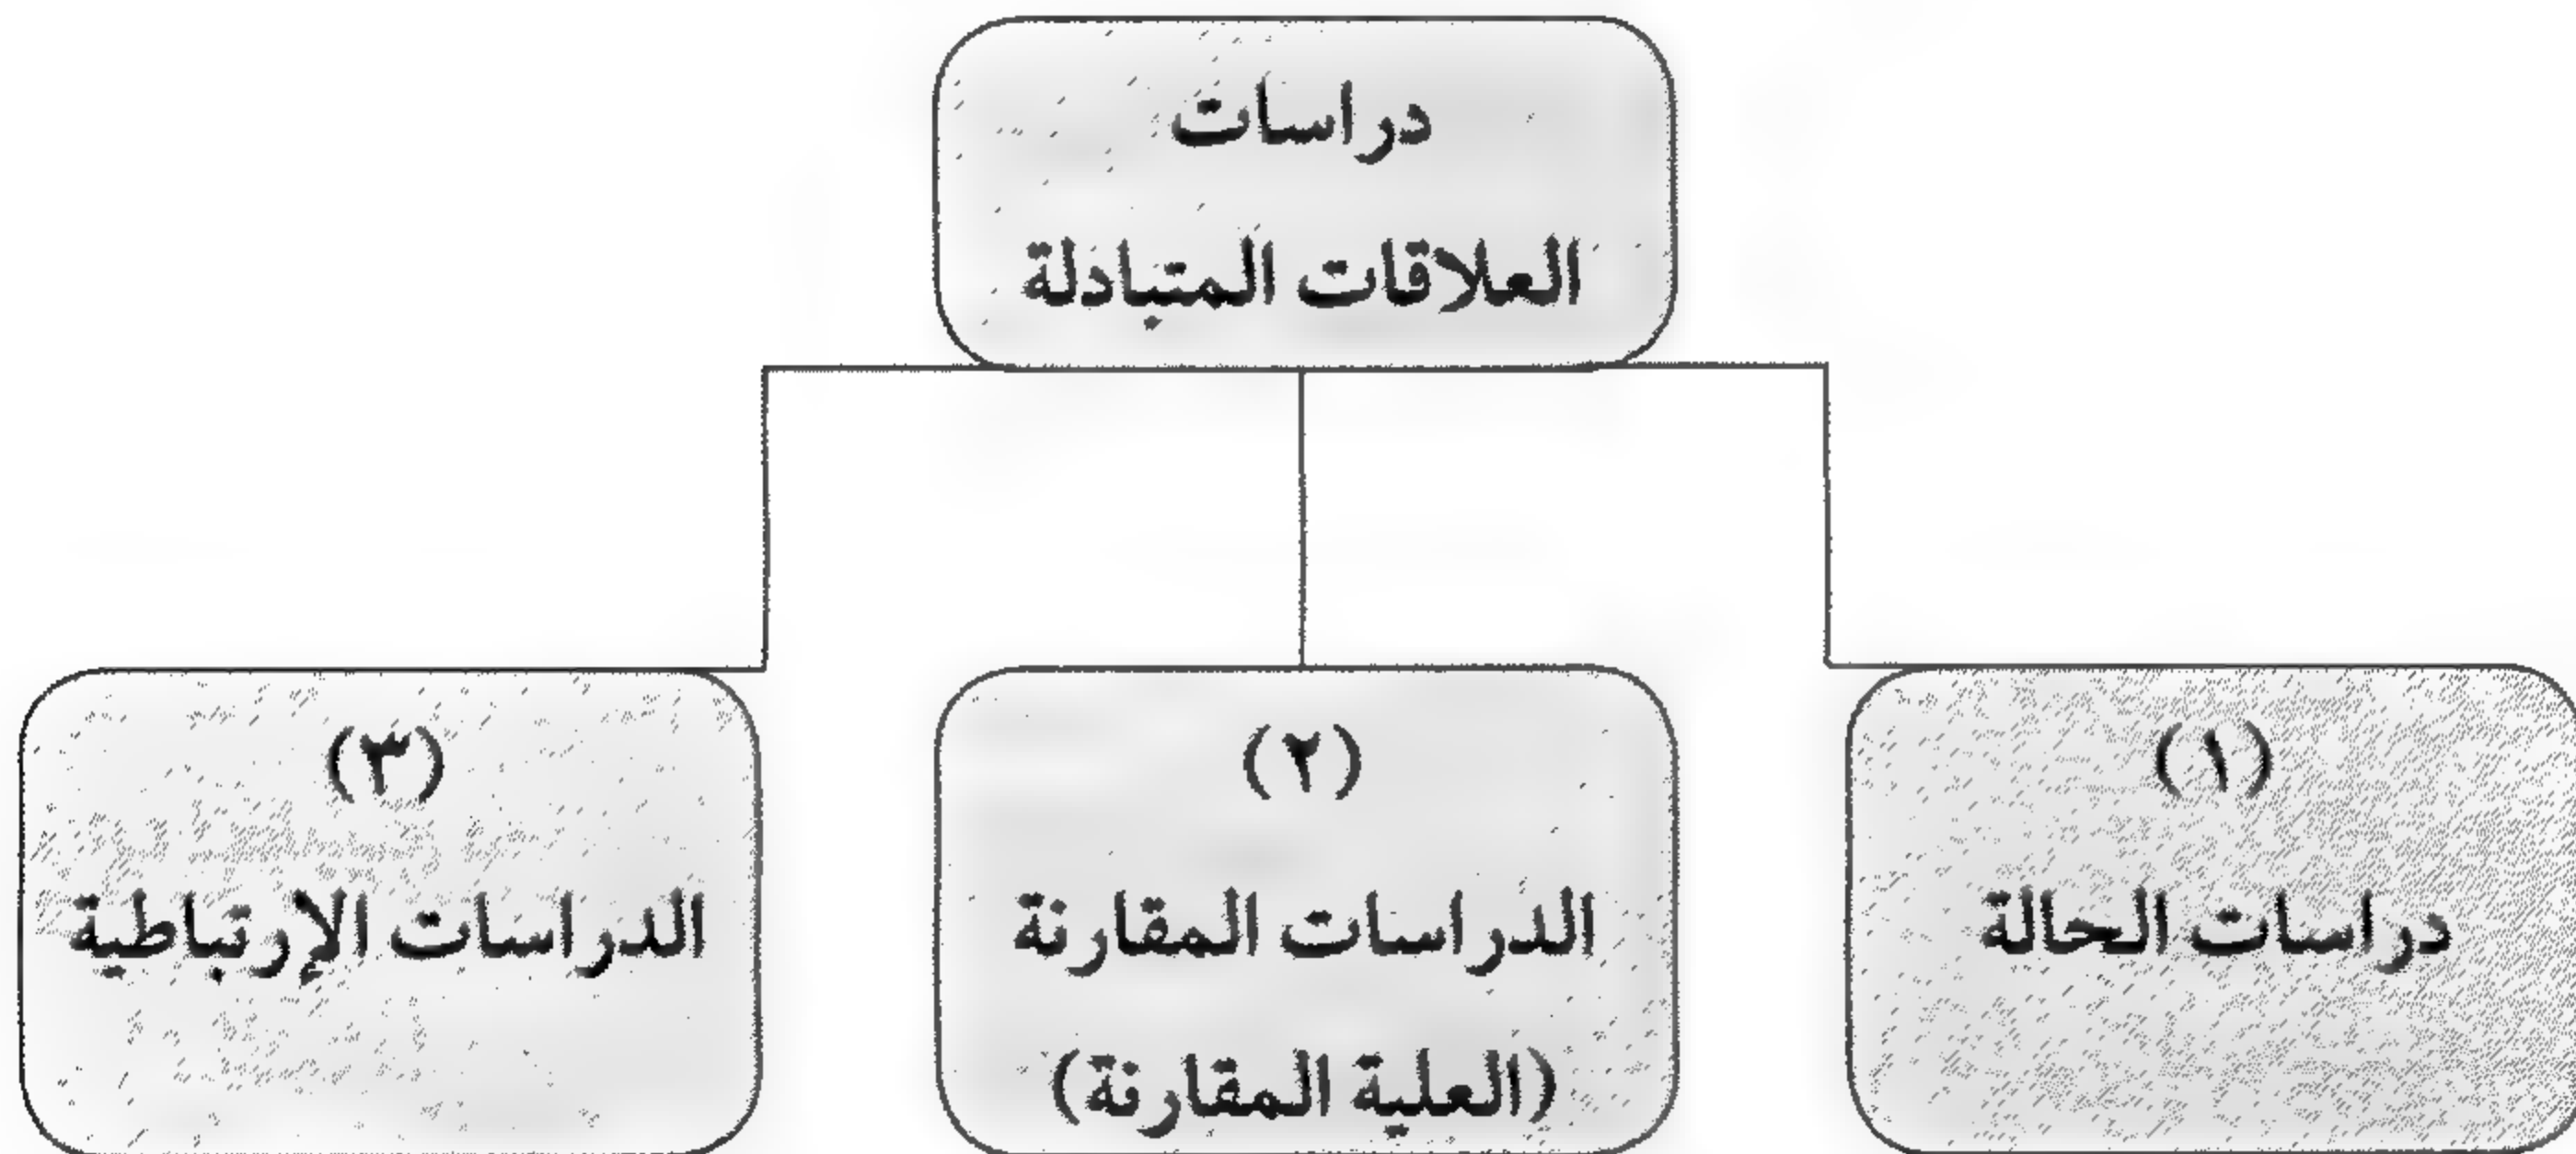 دراسات
العلاقات المتبادلة
(١)
دراسات الحالة
(٢)
الدراسات المقارنة
(العلية المقارنة)
(٣)
الدراسات الإرتباطية